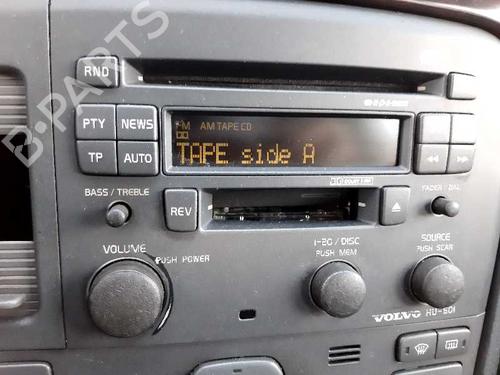 B-PARTS
RND
FM AM TAPE CD
TAPE side A
PTY NEWS
TP AUTO
BASS / TREBLE
REV
FADER / BAL
VOLUME
PUSH POWER
1-20 / DISC
PUSH MEM
SOURCE
PUSH SCAN
VOLVO HU-601